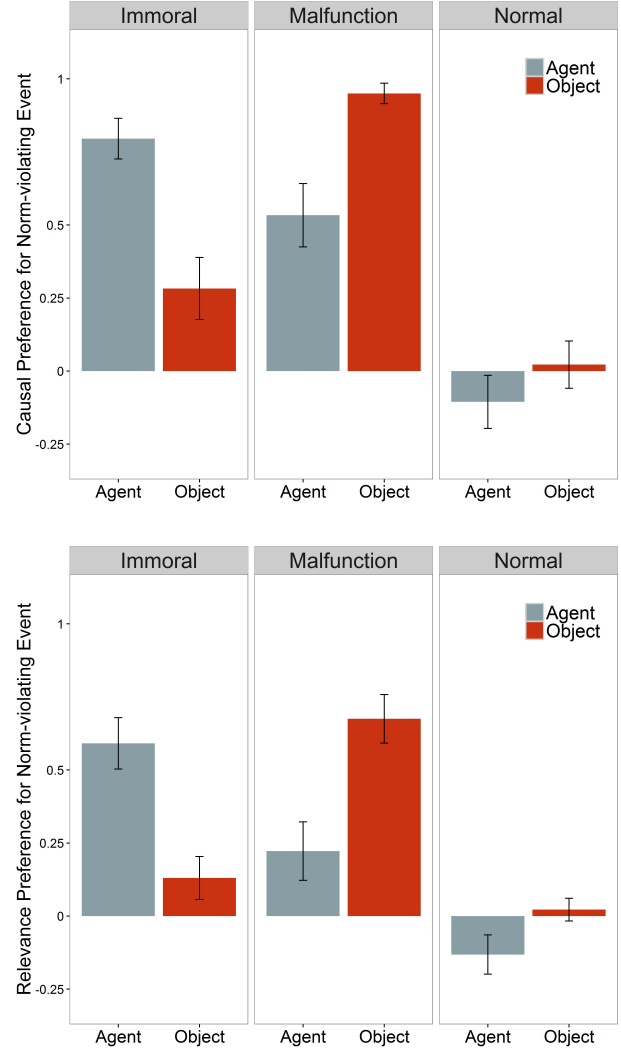 Immoral Malfunction Normal
Causal Preference for Norm-violating Event
1
0.5
0.25
0
-0.25
Agent
Object
Agent Object Agent Object Agent Object
Immoral Malfunction Normal
Relevance Preference for Norm-violating Event
1
0.5
0.25
0
-0.25
Agent
Object
Agent Object Agent Object Agent Object